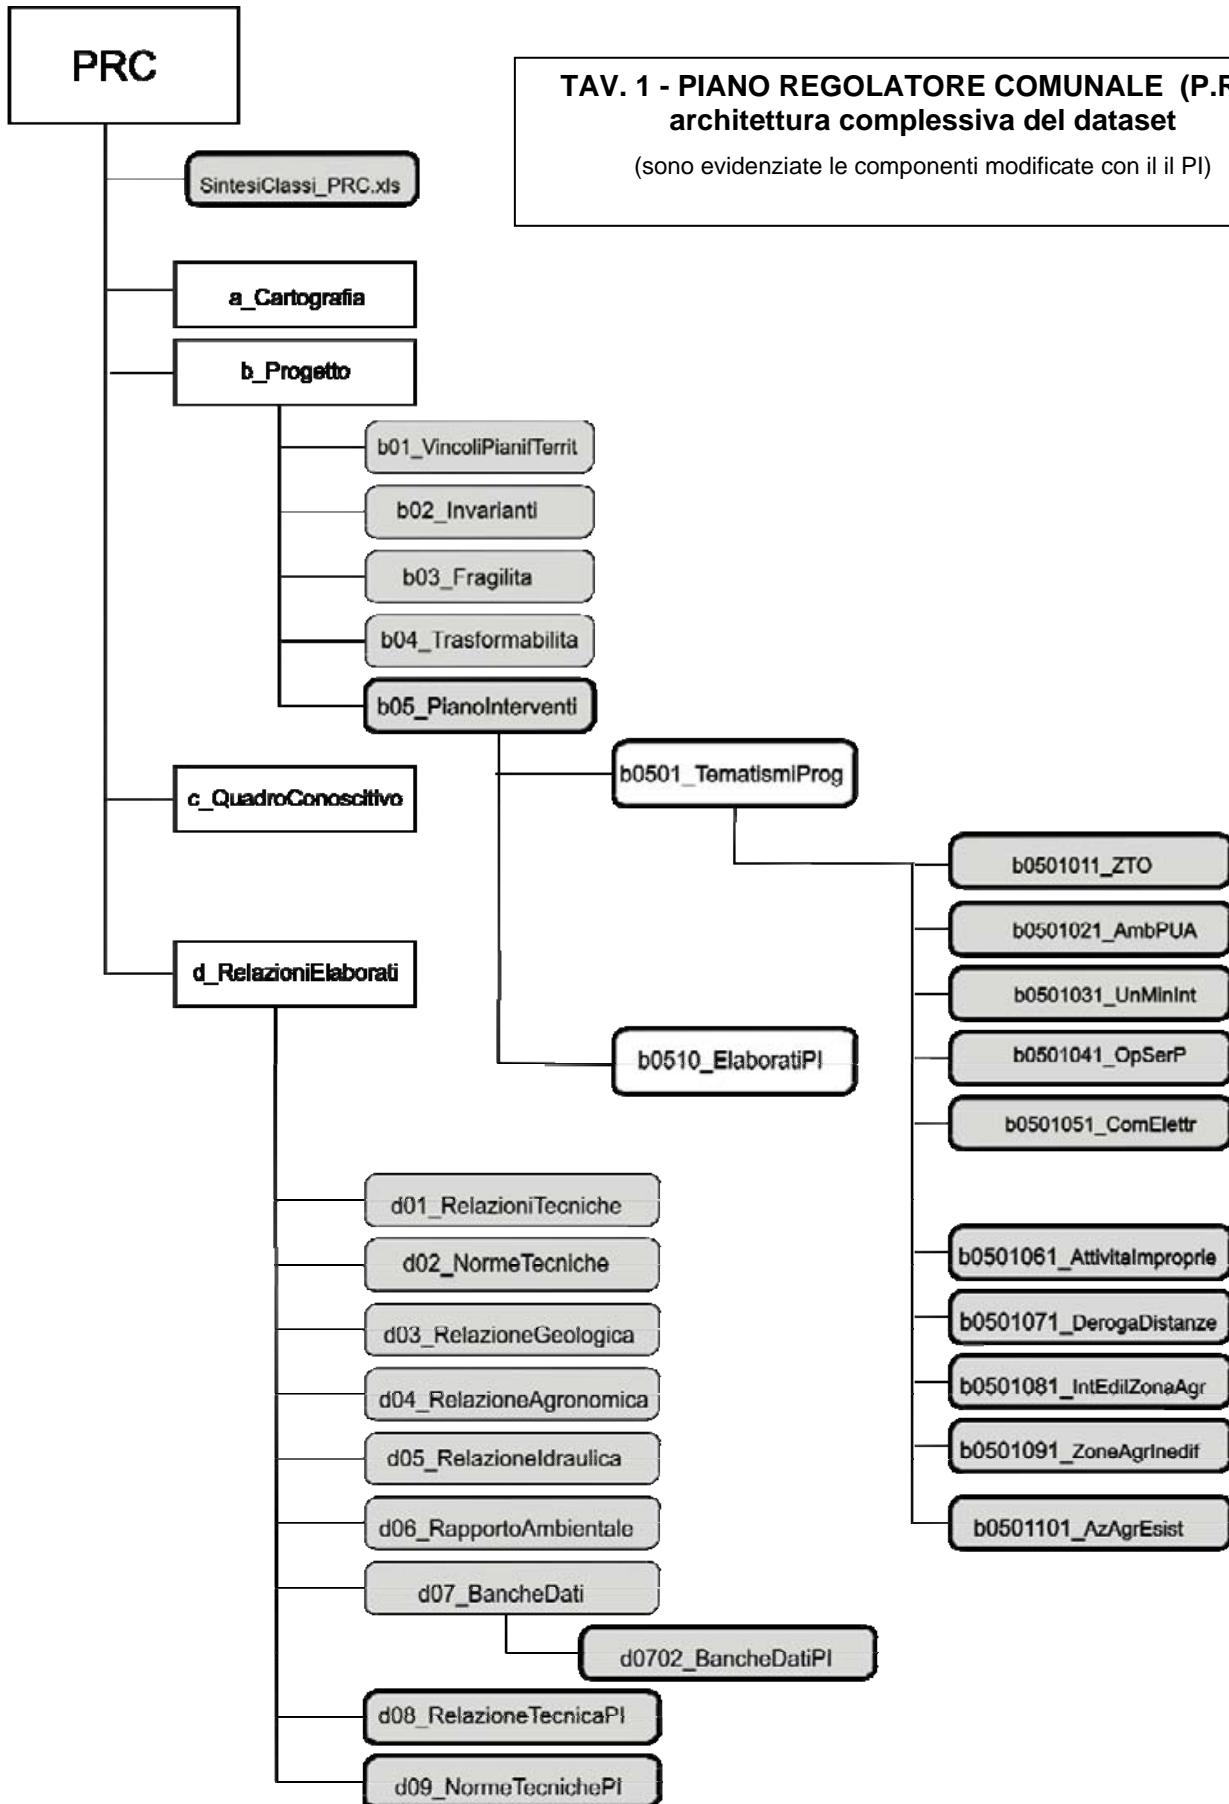 PRC
TAV. 1 - PIANO REGOLATORE COMUNALE (P.R
architettura complessiva del dataset
(sono evidenziate le componenti modificate con il il PI)
SintesiClassi_PRC.xls
a_Cartografia
b_Progetto
b01_VincoliPianifTerrit
b02_Invarianti
b03_Fragilita
b04_Trasformabilita
b05_PianoInterventi
b0501_TematismiProg
c_QuadroConoscitivo
b0501011_ZTO
b0501021_AmbPUA
d_RelazioniElaborati
b0501031_UnMinInt
b0501041_OpSerP
b0510_ElaboratiPI
b0501051_ComElettr
d01_RelazioniTecniche
b0501061_AttivitaImproprie
d02_NormeTecniche
b0501071_DerogaDistanze
d03_RelazioneGeologica
b0501081_IntEdilZonaAgr
d04_RelazioneAgronomica
b0501091_ZoneAgrInedif
d05_RelazioneIdraulica
b0501101_AzAgrEsist
d06_RapportoAmbientale
d07_BancheDati
d0702_BancheDatiPI
d08_RelazioneTecnicaPI
d09_NormeTecnichePI